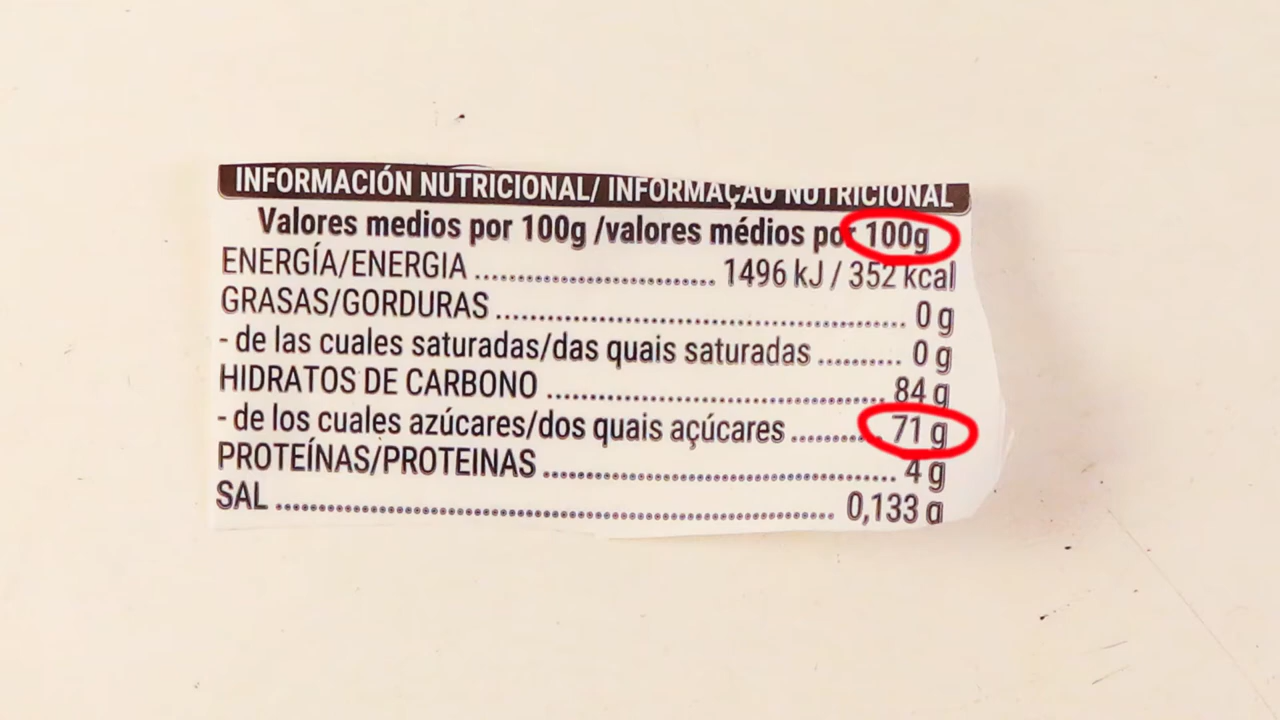 INFORMACIÓN NUTRICIONAL/ INFORMAÇAO NUTRICIONAL
Valores medios por 100g /valores médios por 100g
ENERGÍA/ENERGIA ........................ 1496 kJ / 352 kcal
GRASAS/GORDURAS ........................ 0 g
- de las cuales saturadas/das quais saturadas .......... 0 g
HIDRATOS DE CARBONO ........................ 84 g
- de los cuales azúcares/dos quais açúcares .......... 71 g
PROTEÍNAS/PROTEINAS ........................ 4 g
SAL ........................ 0,133 g